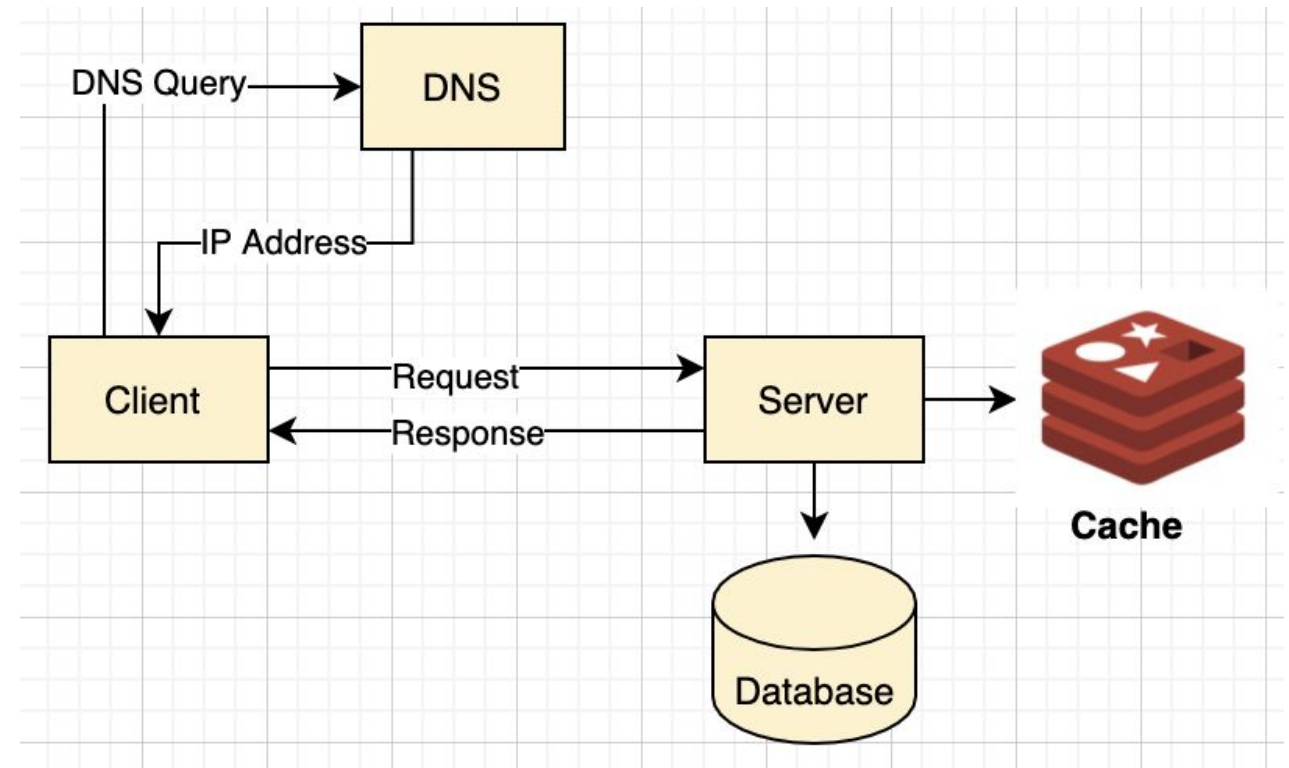 DNS Query
DNS
IP Address
Client
Request
Response
Server
Cache
Database